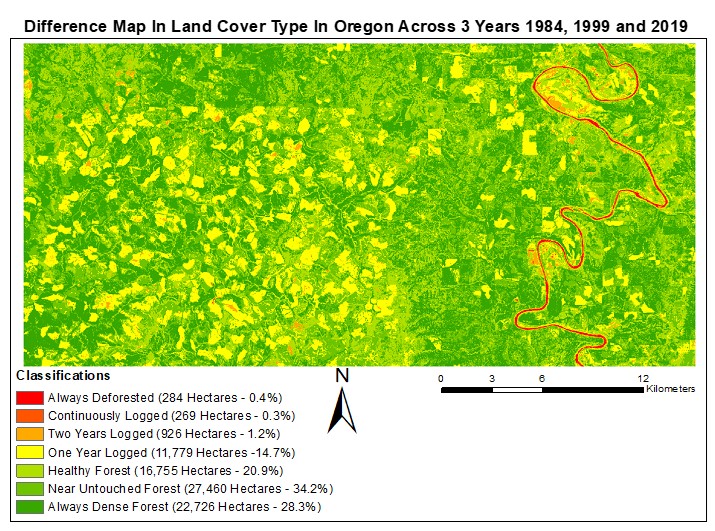 Difference Map In Land Cover Type In Oregon Across 3 Years 1984, 1999 and 2019
Classifications
Always Deforested (284 Hectares - 0.4%)
Continuously Logged (269 Hectares - 0.3%)
Two Years Logged (926 Hectares - 1.2%)
One Year Logged (11,779 Hectares -14.7%)
Healthy Forest (16,755 Hectares - 20.9%)
Near Untouched Forest (27,460 Hectares - 34.2%)
Always Dense Forest (22,726 Hectares - 28.3%)
N
0 3 6 12
Kilometers